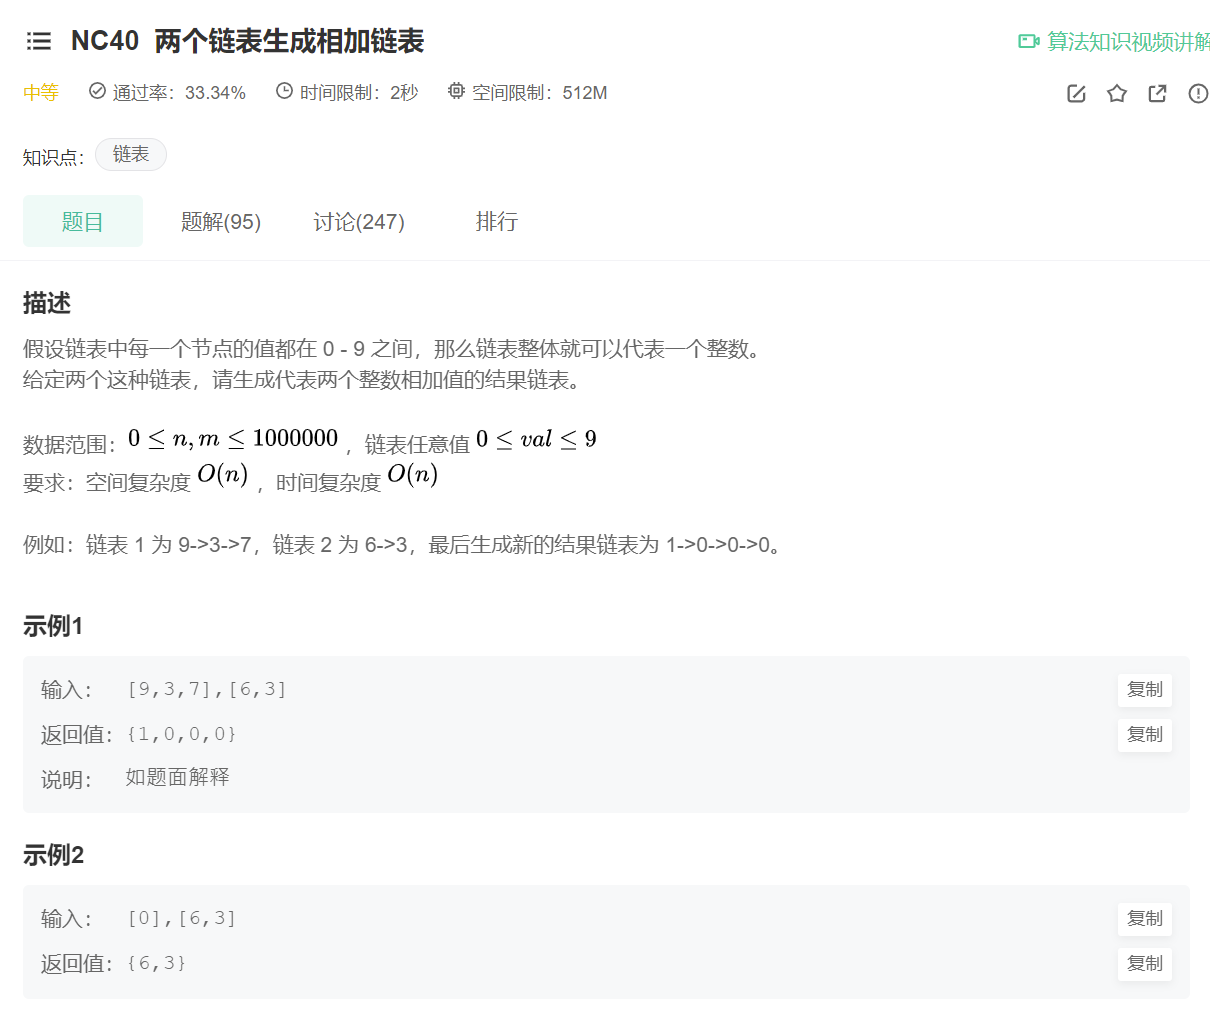 NC40 两个链表生成相加链表
算法知识视频讲解
中等 通过率：33.34% 时间限制：2秒 空间限制：512M
知识点： 链表
题目 题解(95) 讨论(247) 排行
描述
假设链表中每一个节点的值都在 0 - 9 之间，那么链表整体就可以代表一个整数。
给定两个这种链表，请生成代表两个整数相加值的结果链表。
数据范围：0 ≤ n, m ≤ 1000000 ，链表任意值 0 ≤ val ≤ 9
要求：空间复杂度 O(n) ，时间复杂度 O(n)
例如：链表 1 为 9->3->7，链表 2 为 6->3，最后生成新的结果链表为 1->0->0->0。
示例1
输入： [9,3,7],[6,3] 复制
返回值： {1,0,0,0} 复制
说明： 如题面解释
示例2
输入： [0],[6,3] 复制
返回值： {6,3} 复制